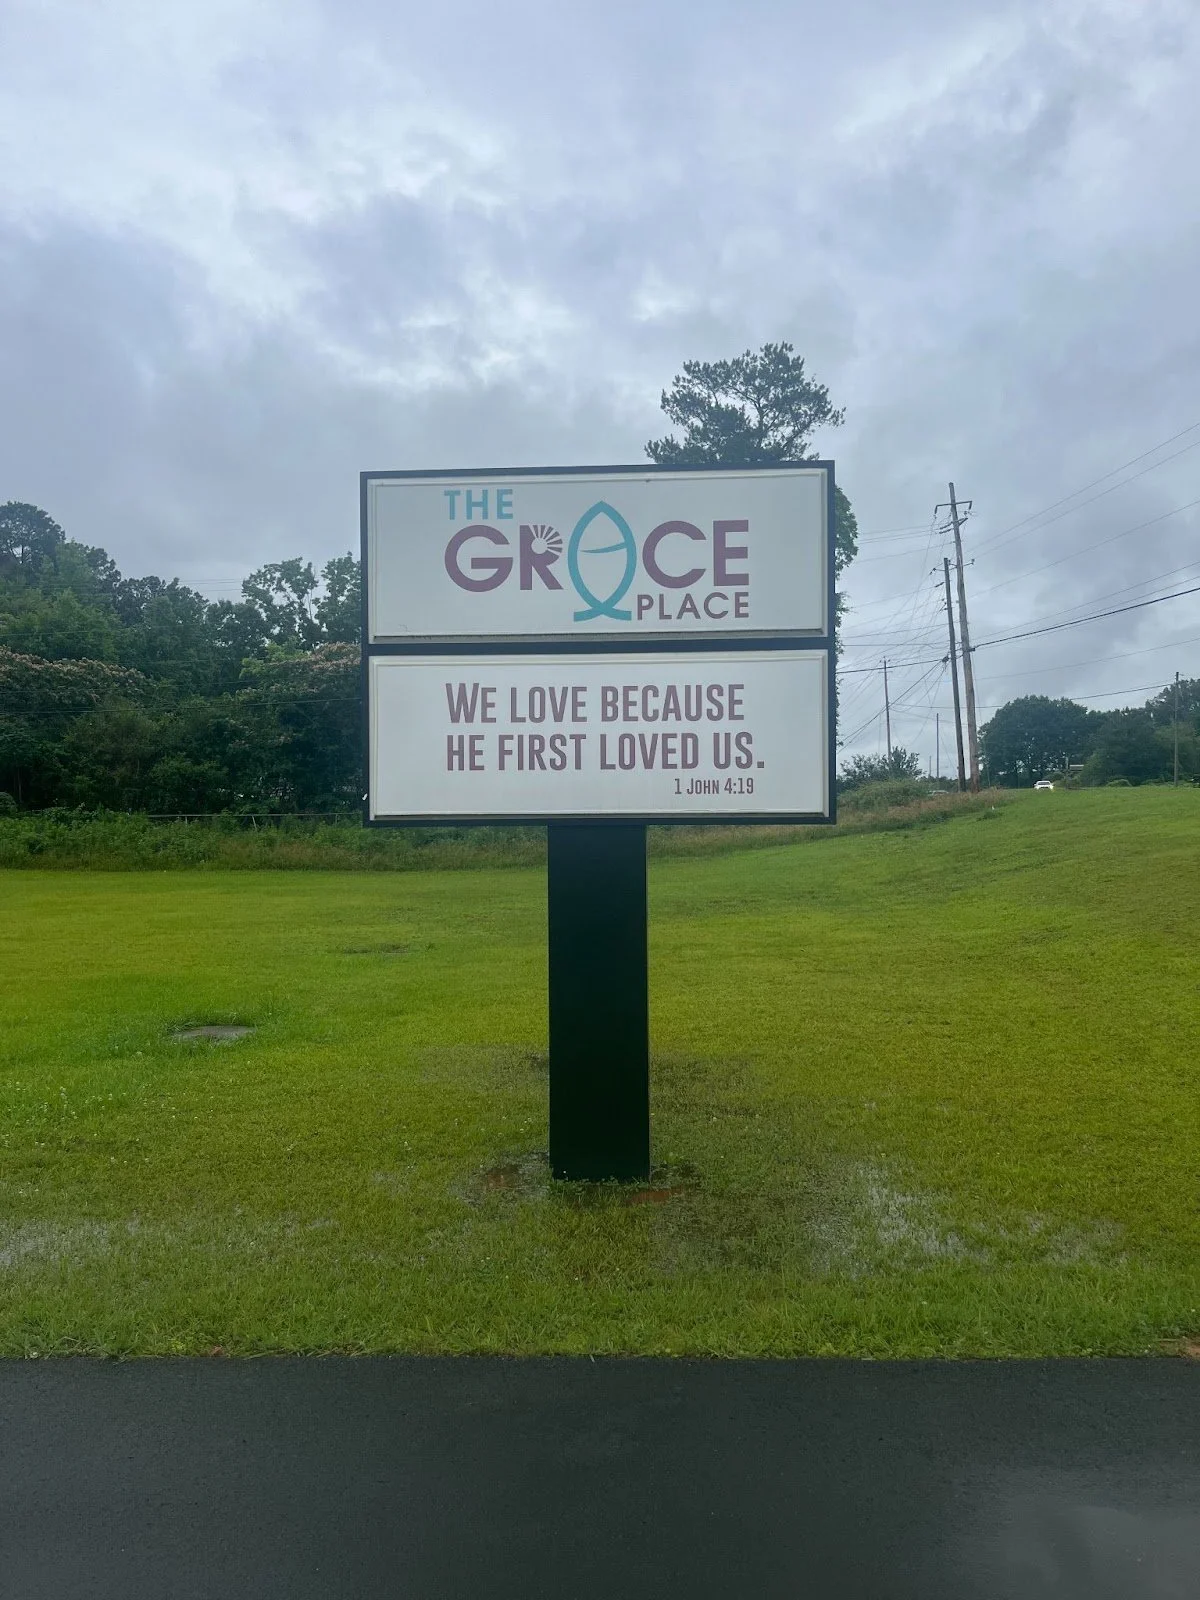 THE
GRACE
PLACE
WE LOVE BECAUSE
HE FIRST LOVED US.
1 JOHN 4:19